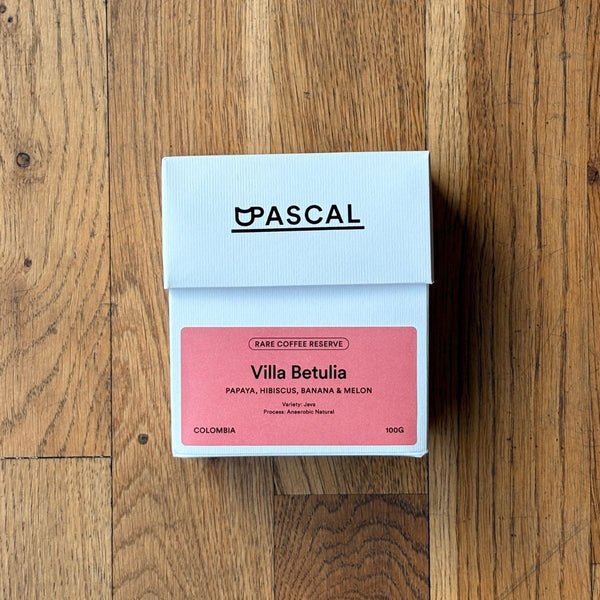 PASCAL
RARE COFFEE RESERVE
Villa Betulia
PAPAYA, HIBISCUS, BANANA & MELON
Variety: Java
Process: Anaerobic Natural
COLOMBIA 100G